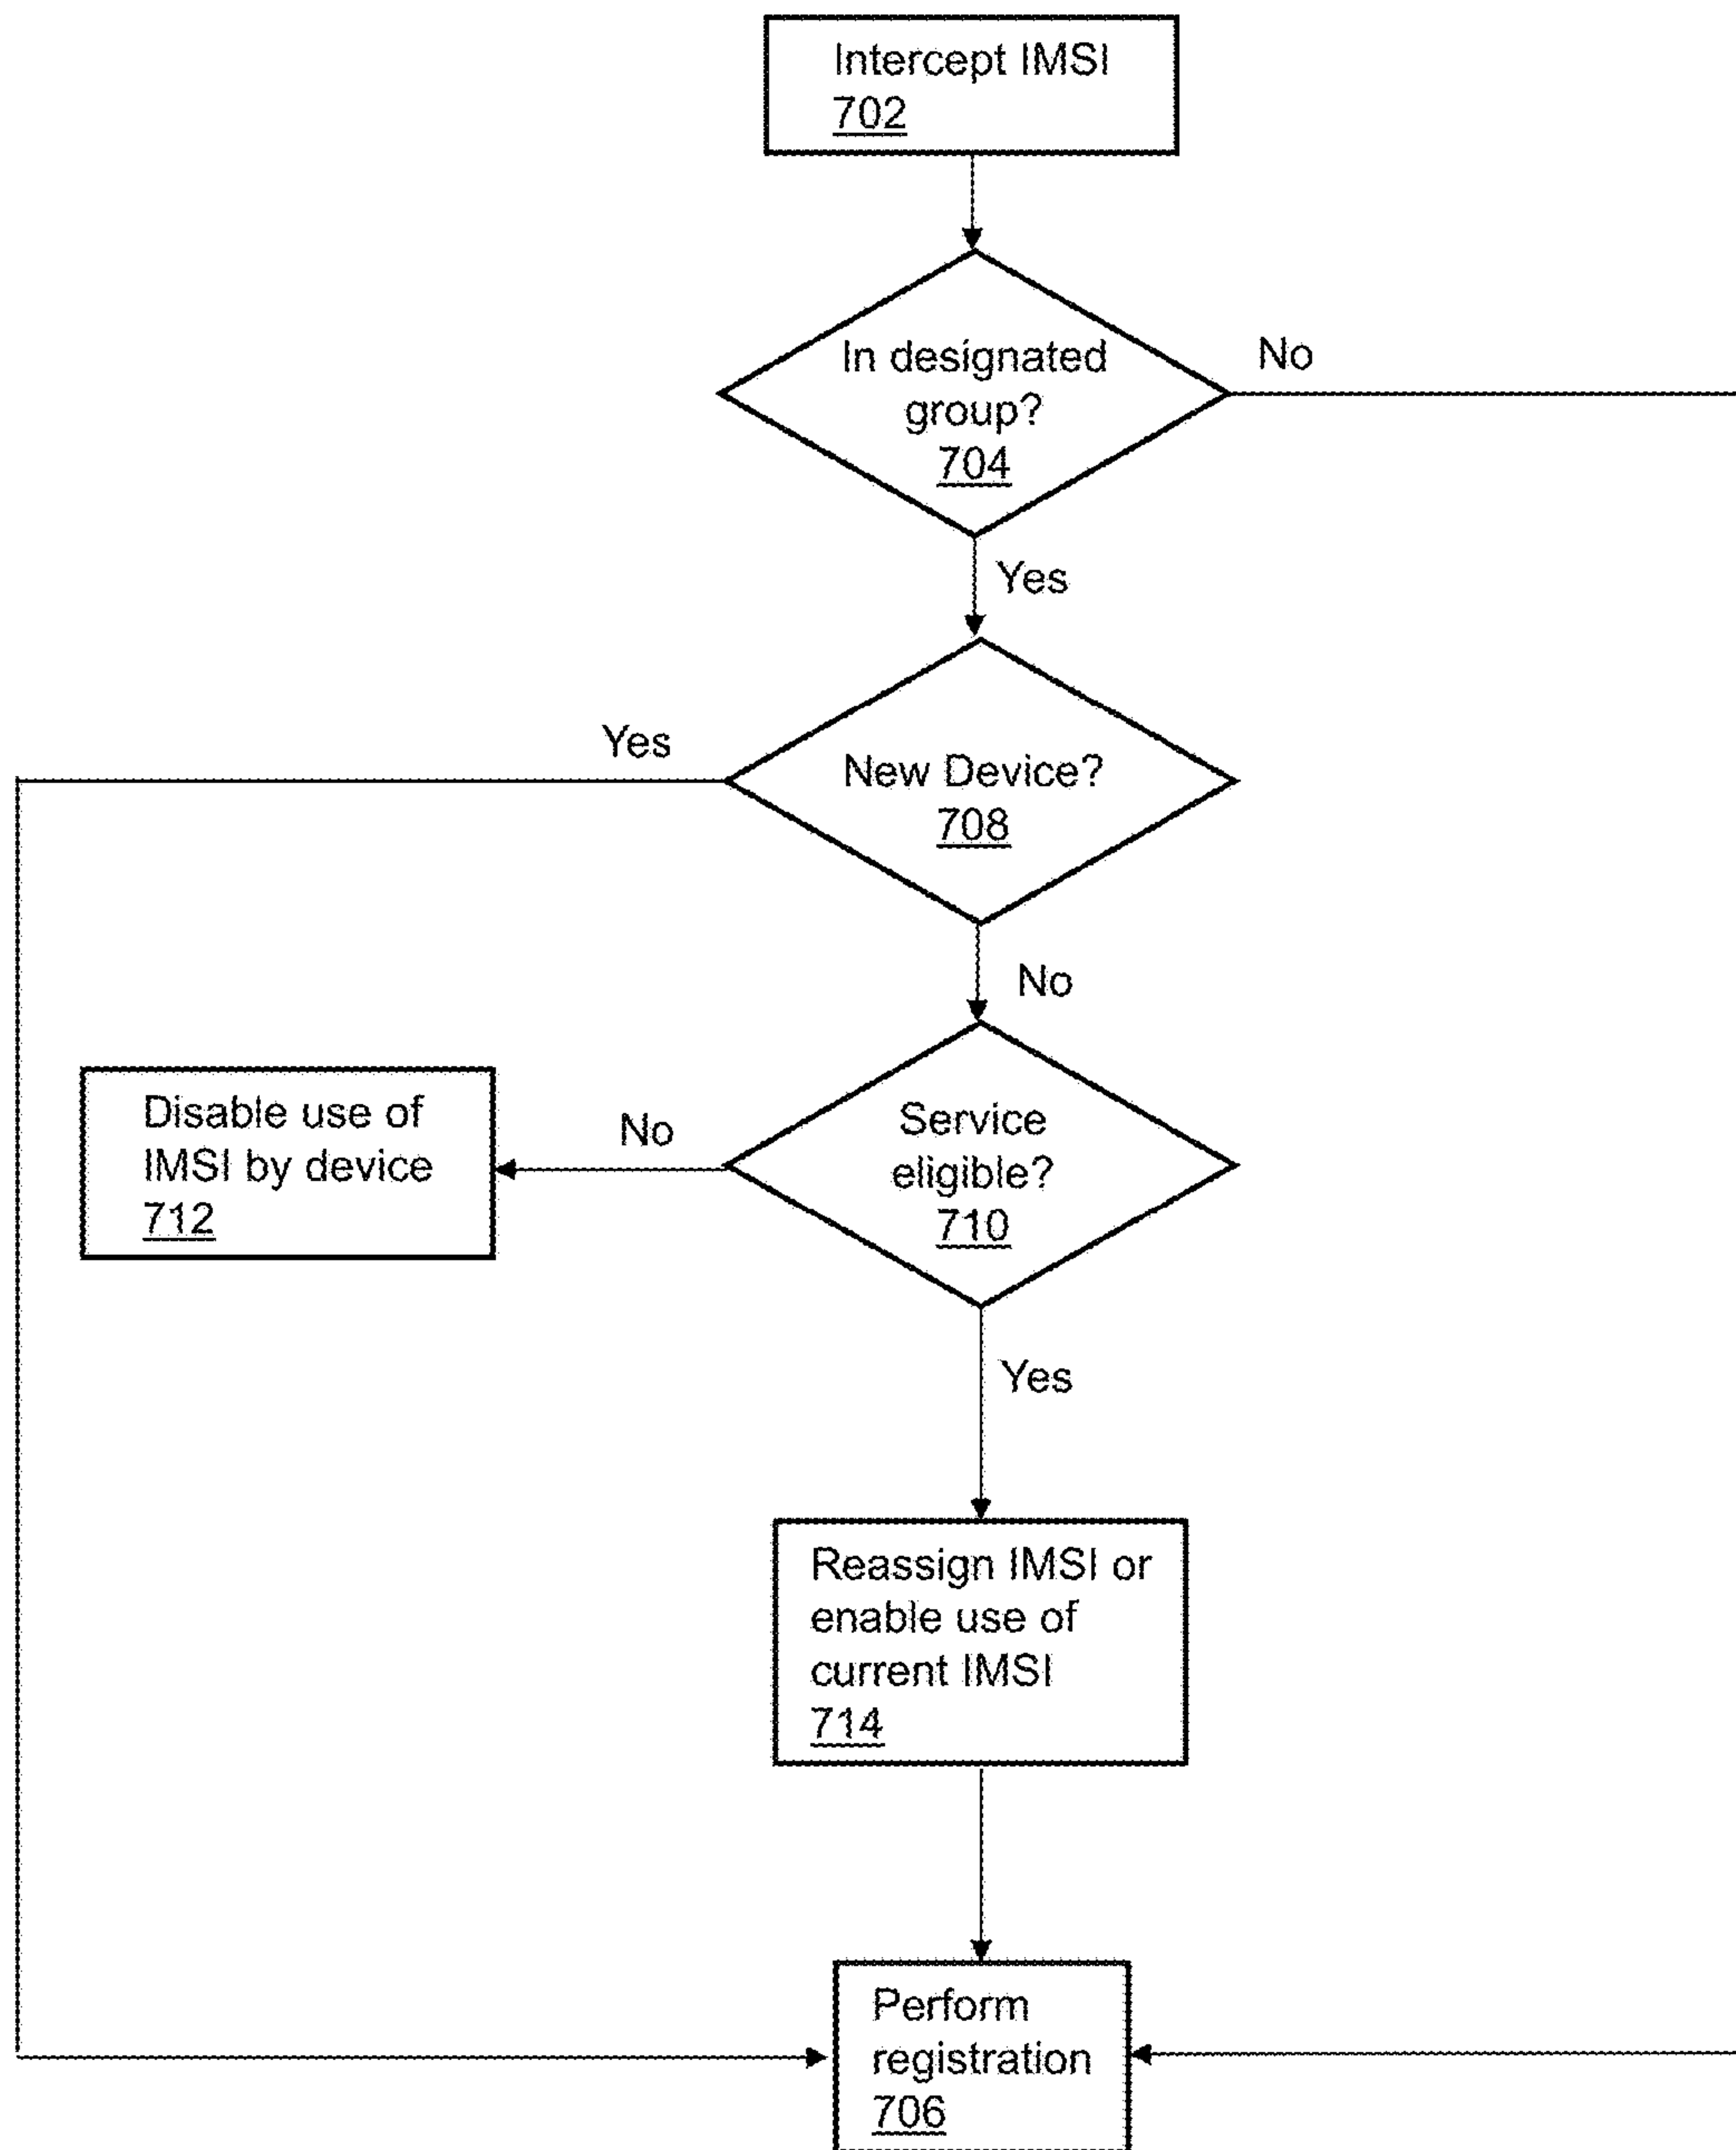 Intercept IMSI
702
In designated
group?
704
No
Yes
New Device?
708
Yes
No
Service
eligible?
710
No
Disable use of
IMSI by device
712
Yes
Reassign IMSI or
enable use of
current IMSI
714
Perform
registration
706